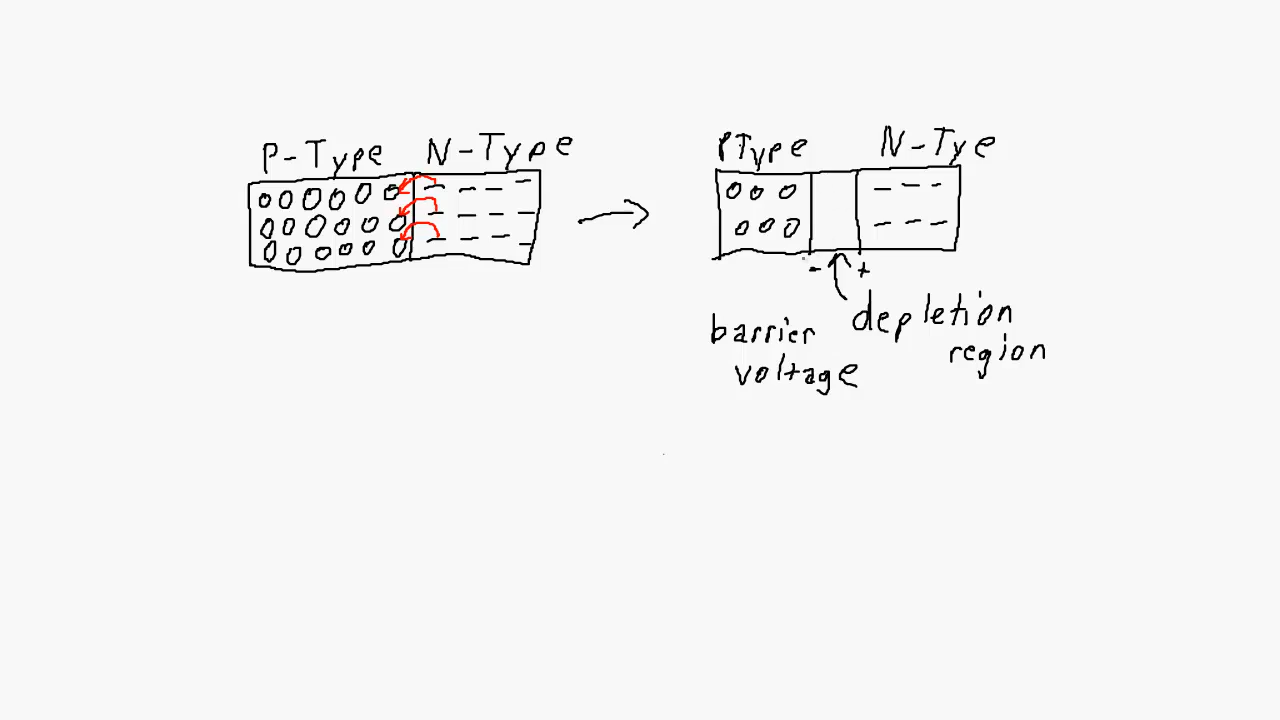 P-Type N-Type
PType N-Tye
- +
barrier voltage
depletion region